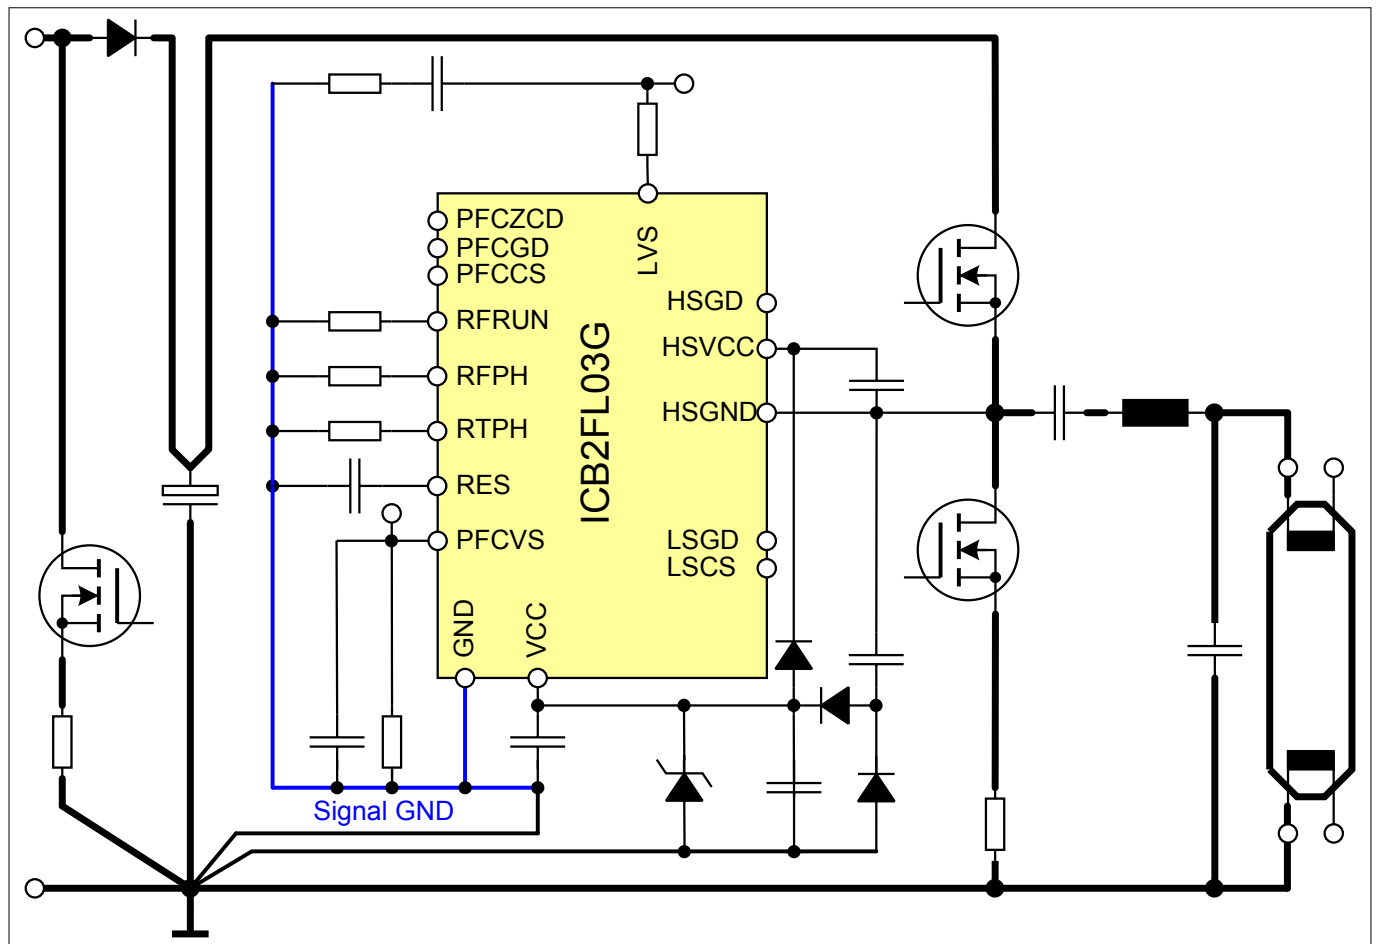 LVS
PFCZCD
PFCGD
PFCCS
HSGD
RFRUN
HSVCC
RFPH
HSGND
RTPH
ICB2FL03G
RES
PFCVS
LSGD
LSCS
GND
VCC
Signal GND